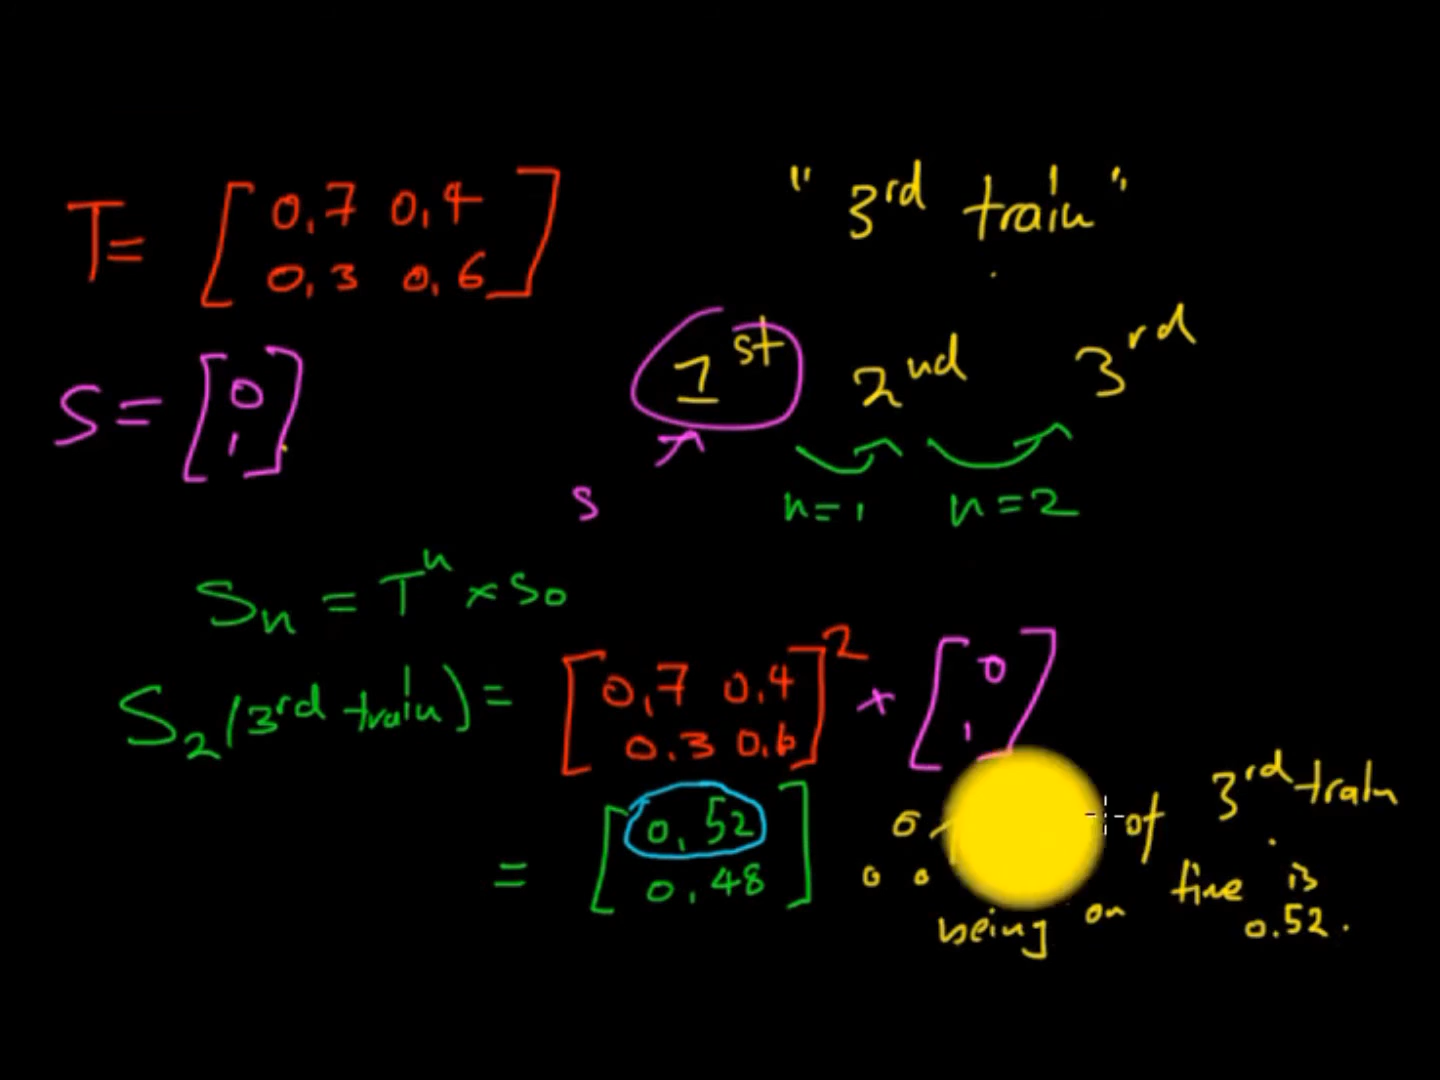 T= [ 0,7 0,4
0,3 0,6 ]
"3rd train"
S= [ 0
1 ]
1st 2nd 3rd
s
n=1 n=2
Sn = T^n × S0
S2 (3rd train) = [ 0,7 0,4
0.3 0.6 ]^2 × [ 0
1 ]
= [ 0,52
0,48 ]
of 3rd train
being on time is
0.52.